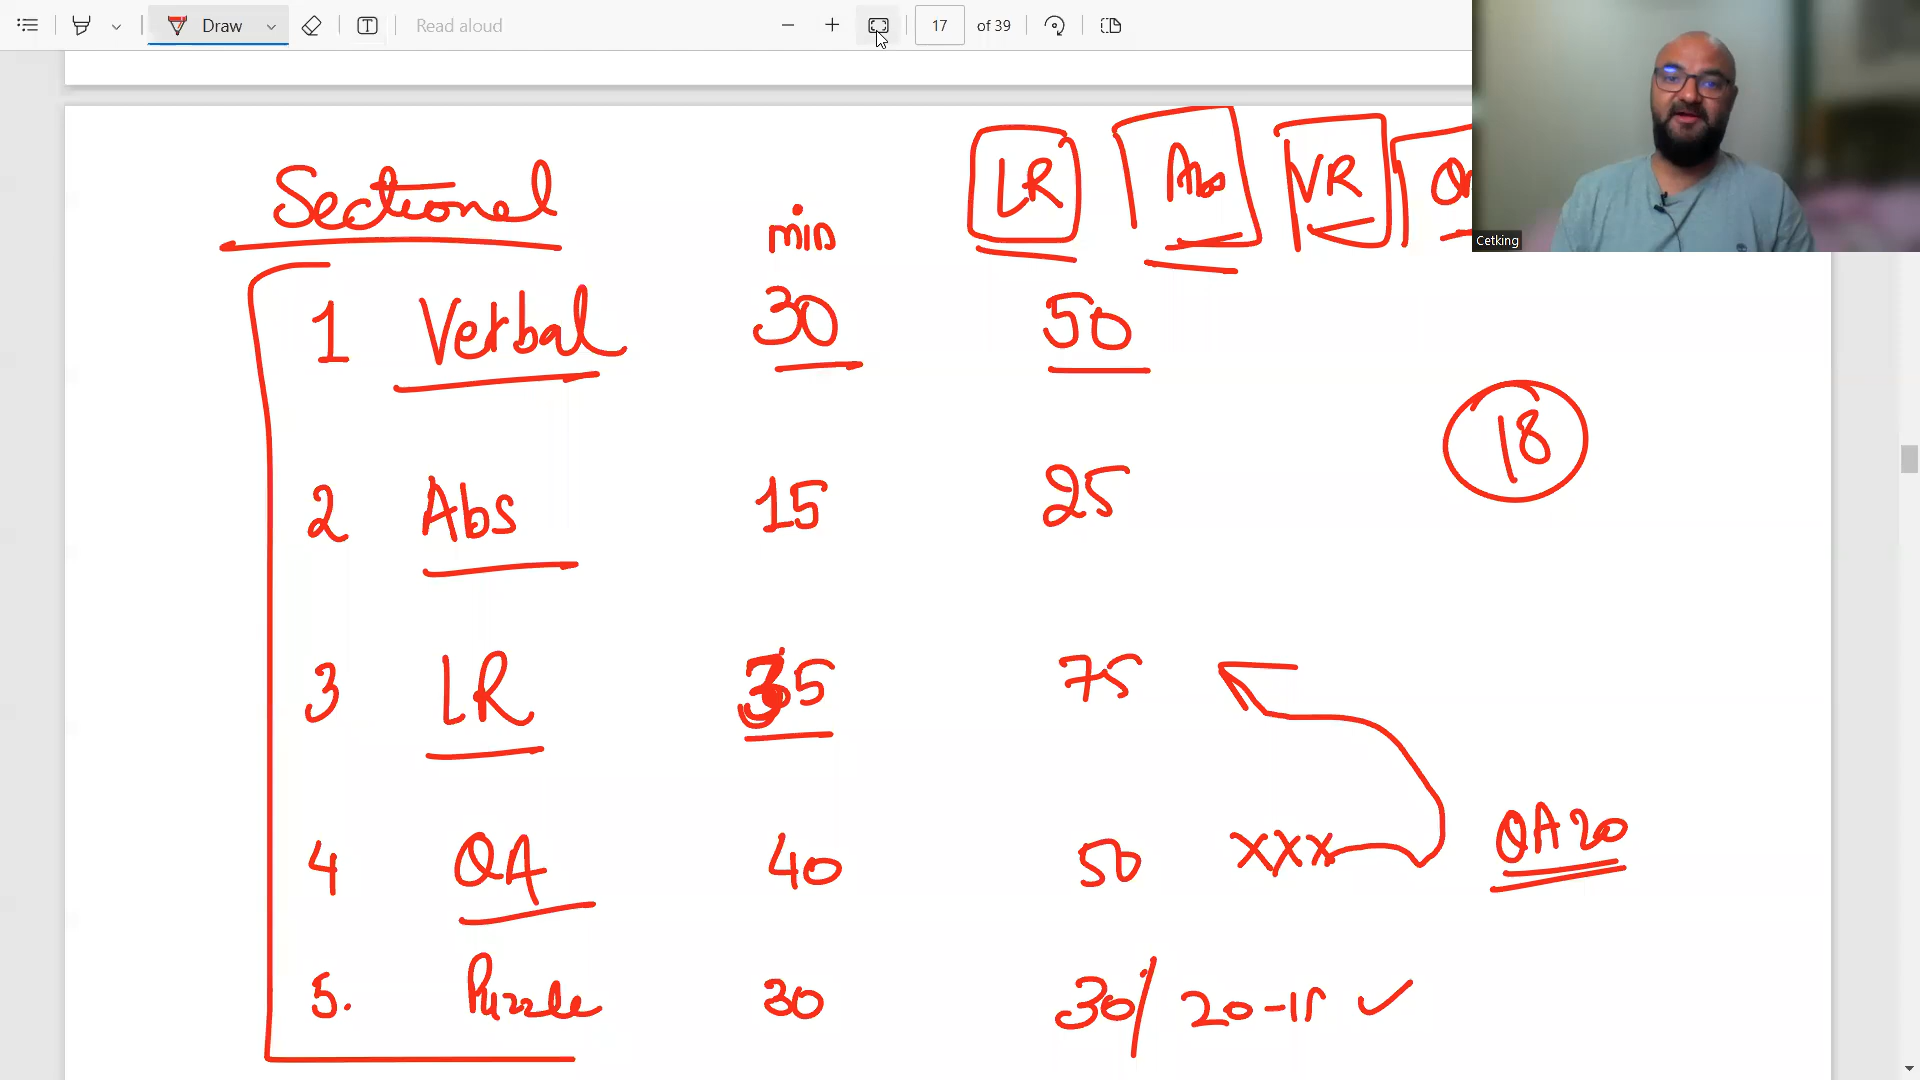 Draw
Read aloud
17 of 39
Cetking
LR Abs VR
Sectional
min
1 Verbal 30 50
18
2 Abs 15 25
3 LR 35 75
4 QA 40 50 xxx QA 20
5. Puzzle 30 30/ 20-15 ✓